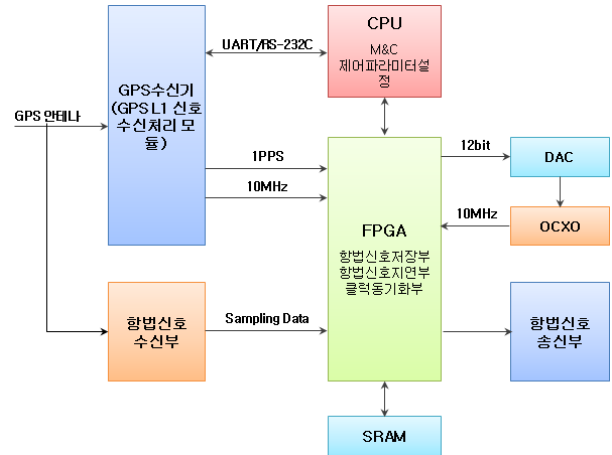 CPU
M&C
제어파라미터설
정
UART/RS-232C
GPS수신기
(GPS L1 신호
수신처리 모
듈)
GPS 안테나
1PPS
10MHz
12bit
DAC
10MHz
OCXO
FPGA
항법신호저장부
항법신호지연부
클럭동기화부
항법신호
수신부
Sampling Data
항법신호
송신부
SRAM